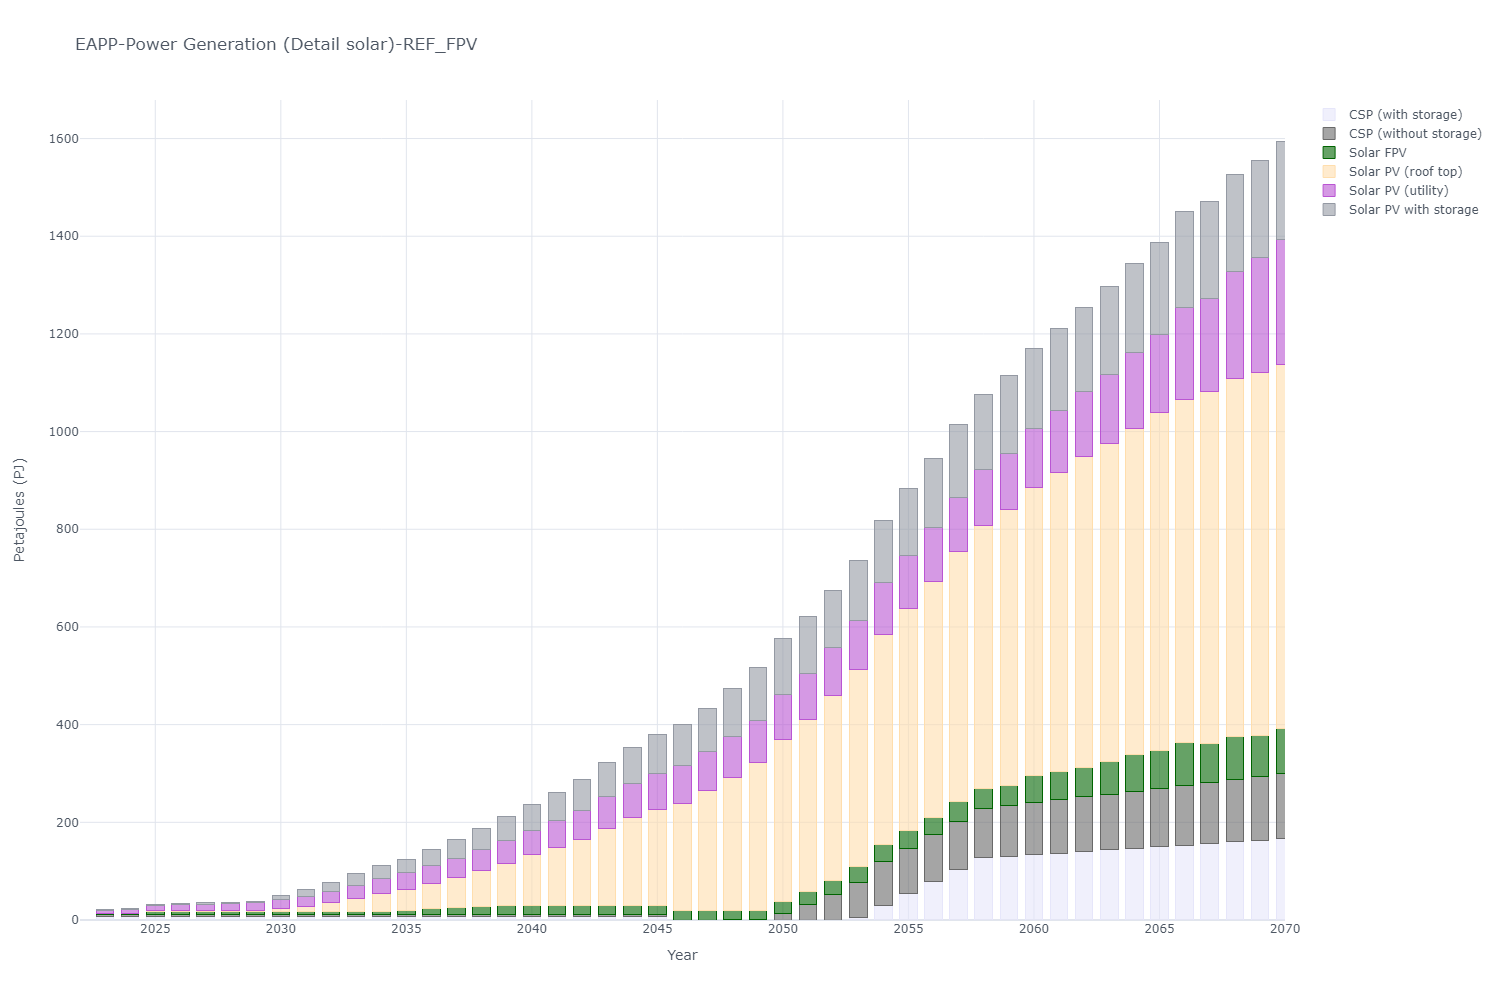 EAPP-Power Generation (Detail solar)-REF_FPV
CSP (with storage)
CSP (without storage)
Solar FPV
Solar PV (roof top)
Solar PV (utility)
Solar PV with storage
Petajoules (PJ)
1600
1400
1200
1000
800
600
400
200
0
2025 2030 2035 2040 2045 2050 2055 2060 2065 2070
Year